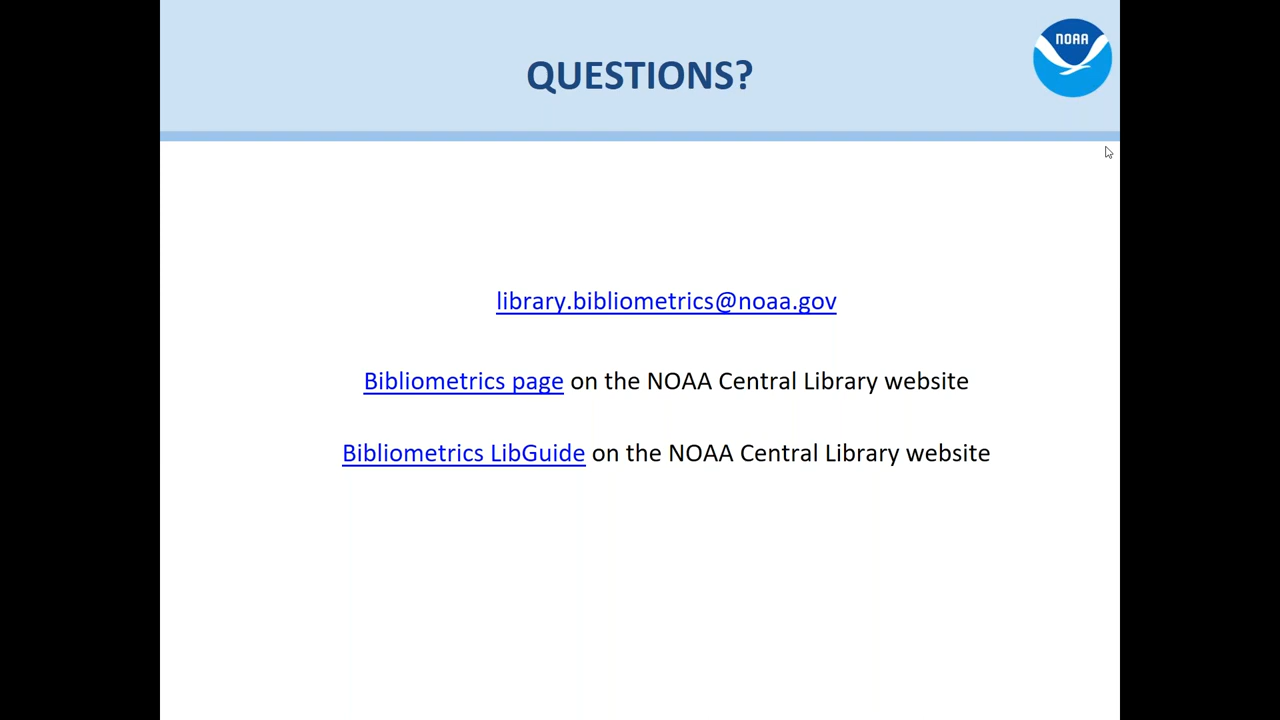 QUESTIONS?
NOAA
library.bibliometrics@noaa.gov
Bibliometrics page on the NOAA Central Library website
Bibliometrics LibGuide on the NOAA Central Library website